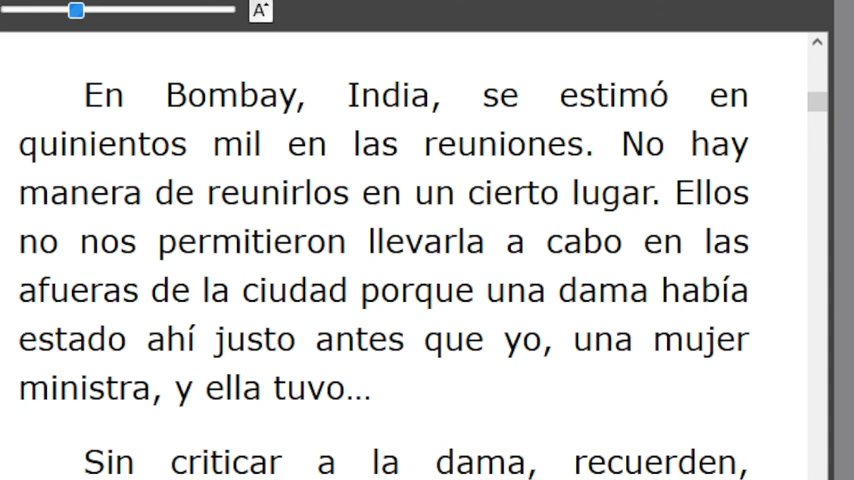 A
En Bombay, India, se estimó en
quinientos mil en las reuniones. No hay
manera de reunirlos en un cierto lugar. Ellos
no nos permitieron llevarla a cabo en las
afueras de la ciudad porque una dama había
estado ahí justo antes que yo, una mujer
ministra, y ella tuvo…
Sin criticar a la dama, recuerden,